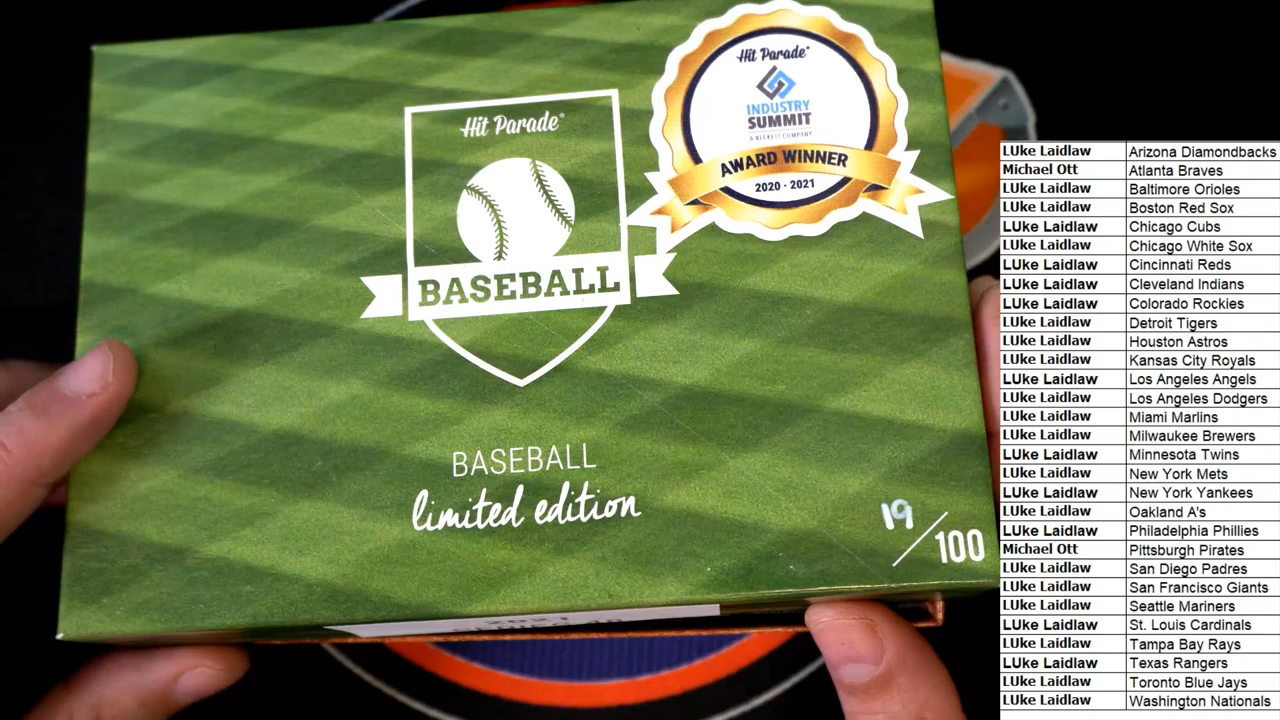 Hit Parade®
BASEBALL
BASEBALL
limited edition
19/100
Hit Parade®
INDUSTRY
SUMMIT
A BECKETT COMPANY
AWARD WINNER
2020 · 2021
LUke Laidlaw Arizona Diamondbacks
Michael Ott Atlanta Braves
LUke Laidlaw Baltimore Orioles
LUke Laidlaw Boston Red Sox
LUke Laidlaw Chicago Cubs
LUke Laidlaw Chicago White Sox
LUke Laidlaw Cincinnati Reds
LUke Laidlaw Cleveland Indians
LUke Laidlaw Colorado Rockies
LUke Laidlaw Detroit Tigers
LUke Laidlaw Houston Astros
LUke Laidlaw Kansas City Royals
LUke Laidlaw Los Angeles Angels
LUke Laidlaw Los Angeles Dodgers
LUke Laidlaw Miami Marlins
LUke Laidlaw Milwaukee Brewers
LUke Laidlaw Minnesota Twins
LUke Laidlaw New York Mets
LUke Laidlaw New York Yankees
LUke Laidlaw Oakland A's
LUke Laidlaw Philadelphia Phillies
Michael Ott Pittsburgh Pirates
LUke Laidlaw San Diego Padres
LUke Laidlaw San Francisco Giants
LUke Laidlaw Seattle Mariners
LUke Laidlaw St. Louis Cardinals
LUke Laidlaw Tampa Bay Rays
LUke Laidlaw Texas Rangers
LUke Laidlaw Toronto Blue Jays
LUke Laidlaw Washington Nationals